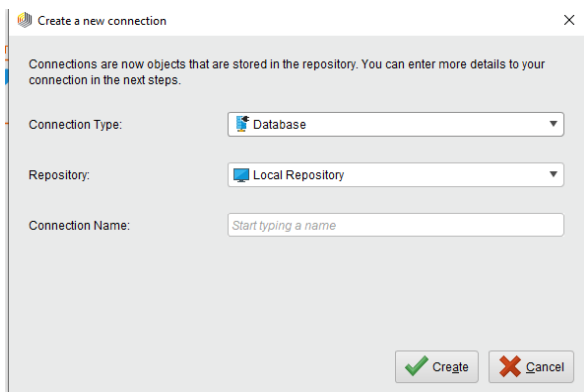 Create a new connection
Connections are now objects that are stored in the repository. You can enter more details to your
connection in the next steps.
Connection Type:
Database
Repository:
Local Repository
Connection Name:
Start typing a name
Create
Cancel